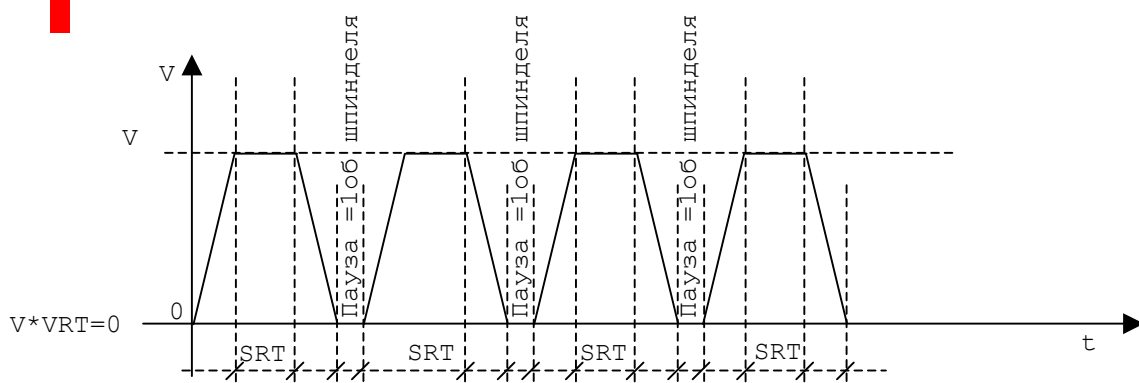 V
V
Пауза =1об шпинделя
Пауза =1об шпинделя
Пауза =1об шпинделя
0
V*VRT=0
t
SRT
SRT
SRT
SRT